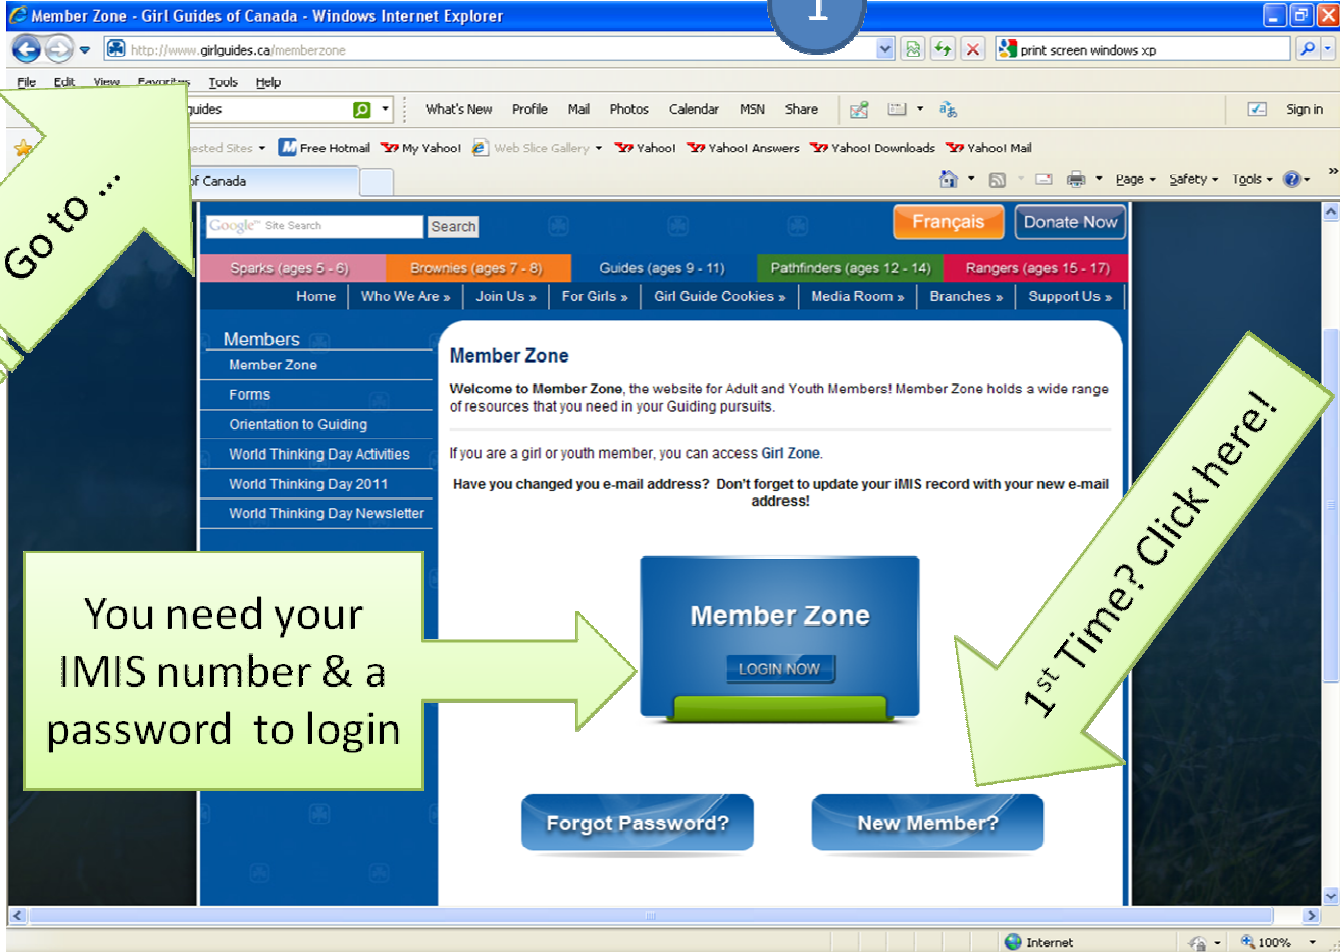 Member Zone - Girl Guides of Canada - Windows Internet Explorer
1
http://www.girlguides.ca/memberzone
print screen windows xp
File Edit View Favorites Tools Help
guides
What's New Profile Mail Photos Calendar MSN Share
Sign in
ested Sites
Free Hotmail
My Yahoo!
Web Slice Gallery
Yahoo!
Yahoo! Answers
Yahoo! Downloads
Yahoo! Mail
of Canada
Page Safety Tools
»
Go to ...
Google™ Site Search
Search
Français
Donate Now
Sparks (ages 5 - 6) Brownies (ages 7 - 8) Guides (ages 9 - 11) Pathfinders (ages 12 - 14) Rangers (ages 15 - 17)
Home Who We Are » Join Us » For Girls » Girl Guide Cookies » Media Room » Branches » Support Us »
Members
Member Zone
Forms
Orientation to Guiding
World Thinking Day Activities
World Thinking Day 2011
World Thinking Day Newsletter
Member Zone
Welcome to Member Zone, the website for Adult and Youth Members! Member Zone holds a wide range
of resources that you need in your Guiding pursuits.
If you are a girl or youth member, you can access Girl Zone.
Have you changed you e-mail address? Don't forget to update your iMIS record with your new e-mail
address!
1st Time? Click here!
You need your
IMIS number & a
password to login
Member Zone
LOGIN NOW
Forgot Password?
New Member?
Internet
100%